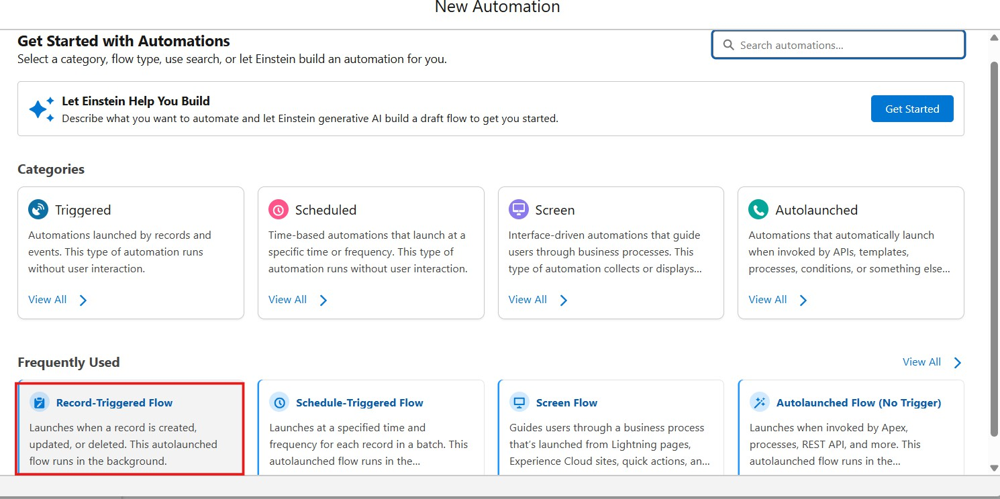 New Automation
Get Started with Automations
Search automations...
Select a category, flow type, use search, or let Einstein build an automation for you.
Let Einstein Help You Build
Describe what you want to automate and let Einstein generative AI build a draft flow to get you started.
Get Started
Categories
Triggered
Automations launched by records and
events. This type of automation runs
without user interaction.
View All
Scheduled
Time-based automations that launch at a
specific time or frequency. This type of
automation runs without user interaction.
View All
Screen
Interface-driven automations that guide
users through business processes. This
type of automation collects or displays...
View All
Autolaunched
Automations that automatically launch
when invoked by APIs, templates,
processes, conditions, or something else...
View All
Frequently Used
View All
Record-Triggered Flow
Launches when a record is created,
updated, or deleted. This autolaunched
flow runs in the background.
Schedule-Triggered Flow
Launches at a specified time and
frequency for each record in a batch. This
autolaunched flow runs in the...
Screen Flow
Guides users through a business process
that’s launched from Lightning pages,
Experience Cloud sites, quick actions, an...
Autolaunched Flow (No Trigger)
Launches when invoked by Apex,
processes, REST API, and more. This
autolaunched flow runs in the...